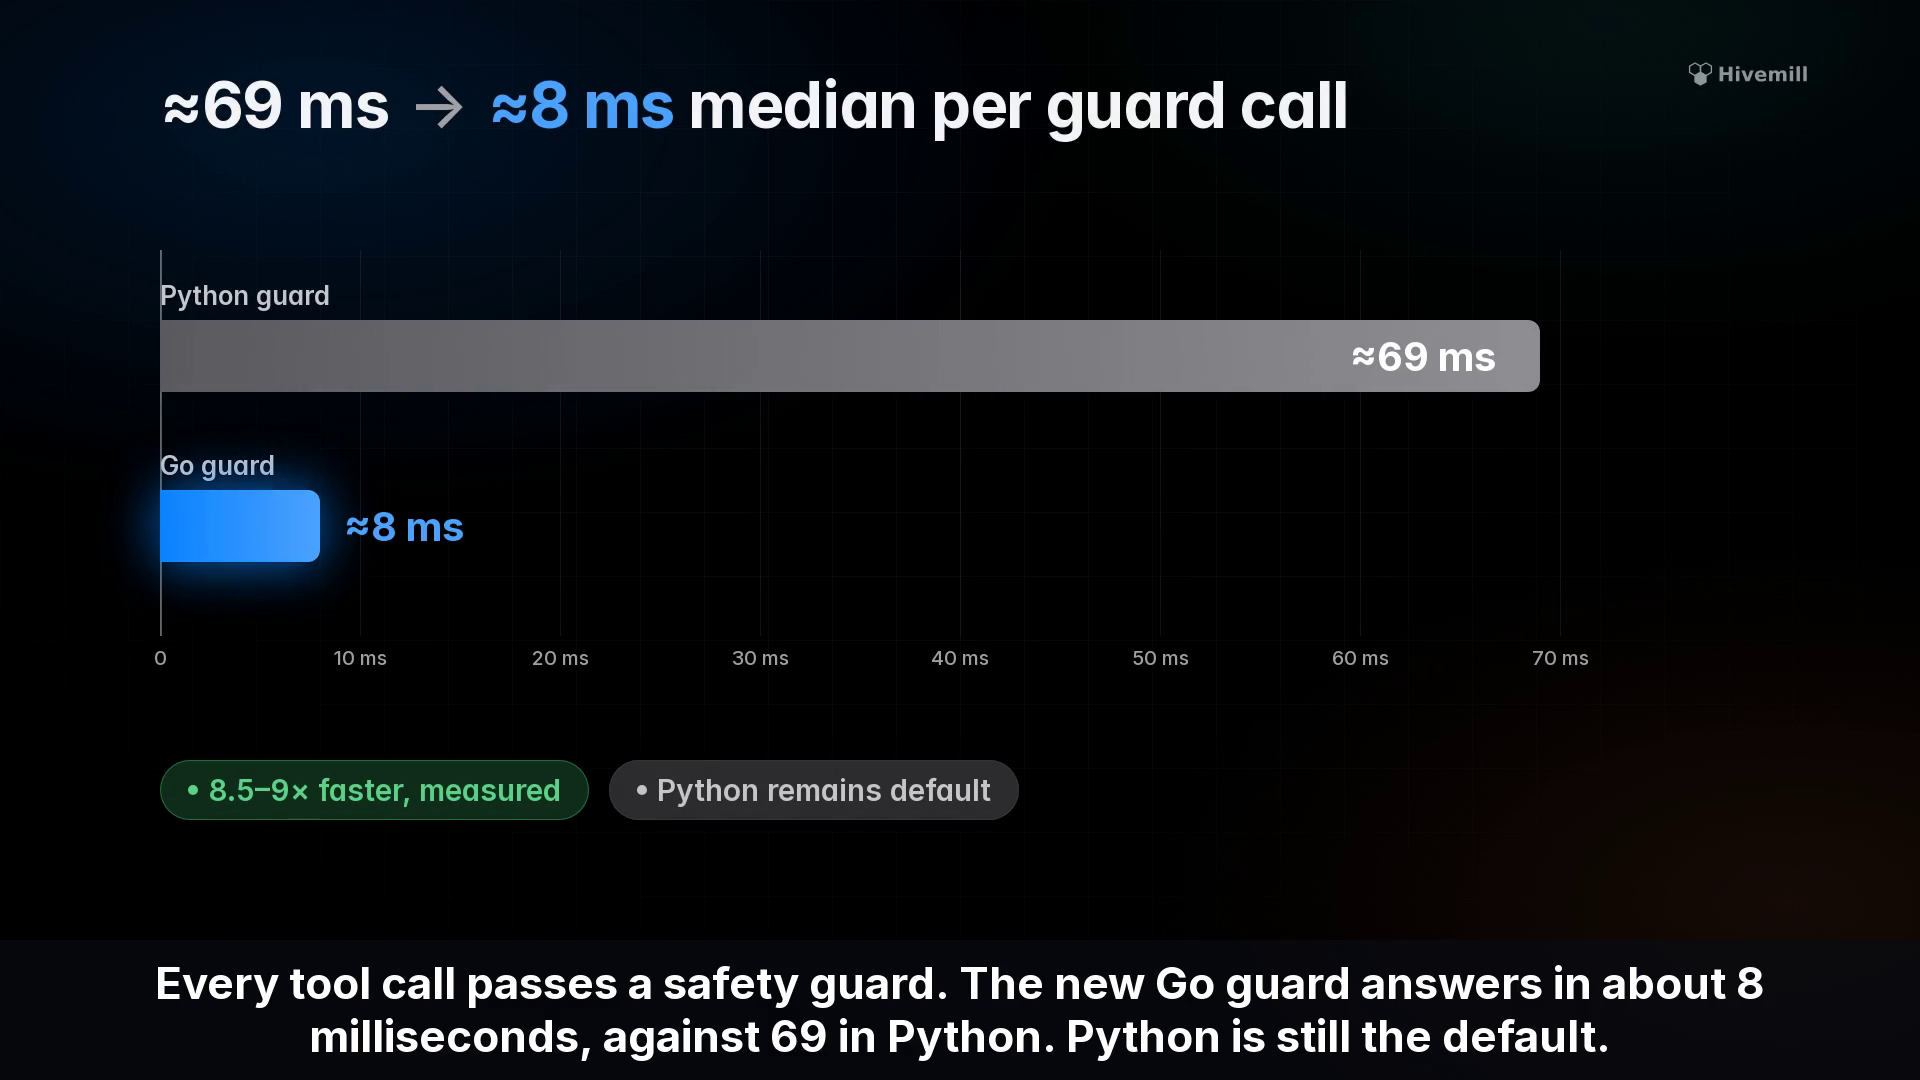 ≈69 ms → ≈8 ms median per guard call
Hivemill
Python guard
≈69 ms
Go guard
≈8 ms
0 10 ms 20 ms 30 ms 40 ms 50 ms 60 ms 70 ms
• 8.5–9× faster, measured
• Python remains default
Every tool call passes a safety guard. The new Go guard answers in about 8
milliseconds, against 69 in Python. Python is still the default.